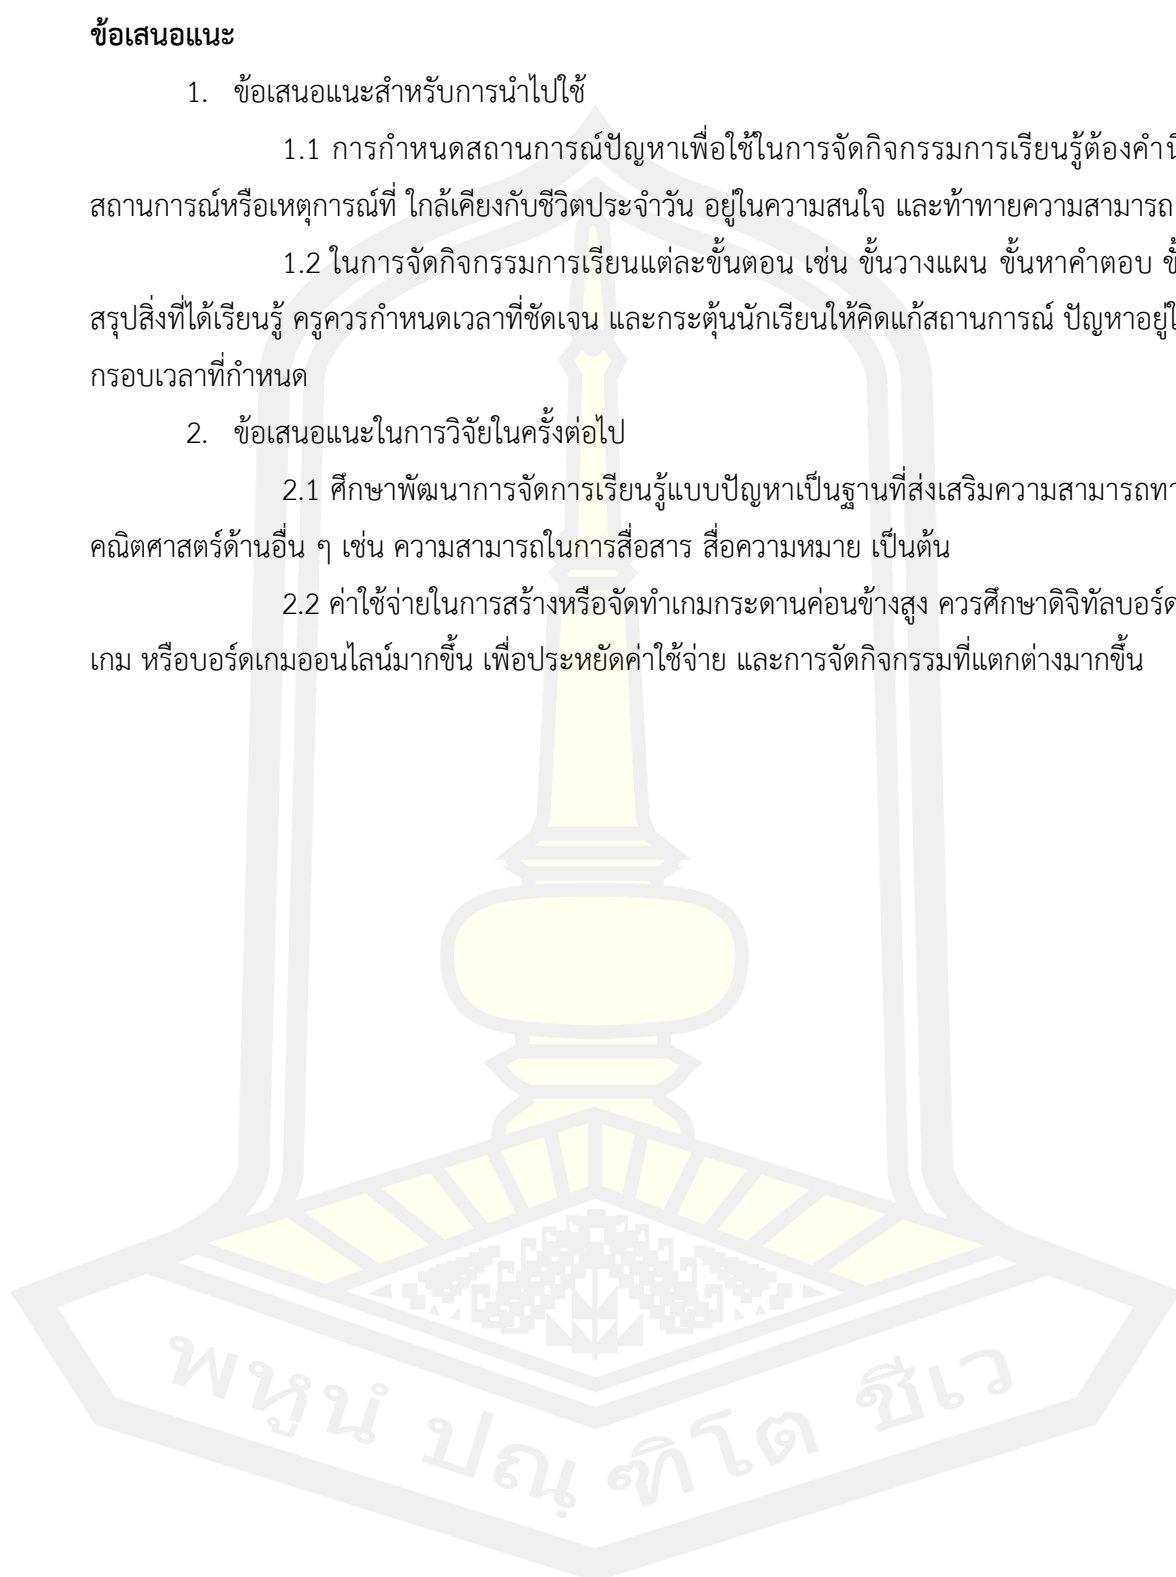 ข้อเสนอแนะ
1. ข้อเสนอแนะสำหรับการนำไปใช้
1.1 การกำหนดสถานการณ์ปัญหาเพื่อใช้ในการจัดกิจกรรมการเรียนรู้ต้อง
สถานการณ์หรือเหตุการณ์ที่ ใกล้เคียงกับชีวิตประจำวัน อยู่ในความสนใจ และท้าทายความสามารถ
1.2 ในการจัดกิจกรรมการเรียนแต่ละขั้นตอน เช่น ขั้นวางแผน ขั้นหาคำตอบ
สรุปสิ่งที่ได้เรียนรู้ ครูควรกำหนดเวลาที่ชัดเจน และกระตุ้นนักเรียนให้คิดแก้สถานการณ์ ปัญหาอยู่
กรอบเวลาที่กำหนด
2. ข้อเสนอแนะในการวิจัยในครั้งต่อไป
2.1 ศึกษาพัฒนาการจัดการเรียนรู้แบบปัญหาเป็นฐานที่ส่งเสริมความสามารถ
คณิตศาสตร์ด้านอื่น ๆ เช่น ความสามารถในการสื่อสาร สื่อความหมาย เป็นต้น
2.2 ค่าใช้จ่ายในการสร้างหรือจัดทำเกมกระดานค่อนข้างสูง ควรศึกษาดิจิทัลบอร์ด
เกม หรือบอร์ดเกมออนไลน์มากขึ้น เพื่อประหยัดค่าใช้จ่าย และการจัดกิจกรรมที่แตกต่างมากขึ้น
พหูนํ ปณฺฑิโต ชีเว